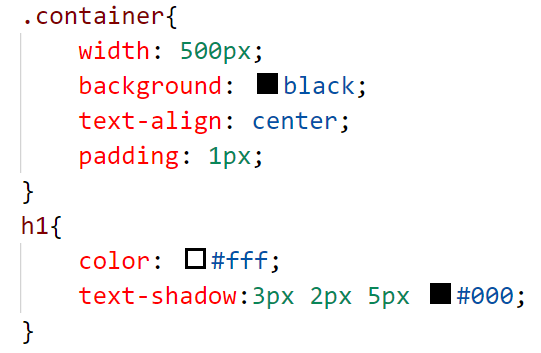 .container{
    width: 500px;
    background: black;
    text-align: center;
    padding: 1px;
}
h1{
    color: #fff;
    text-shadow:3px 2px 5px #000;
}